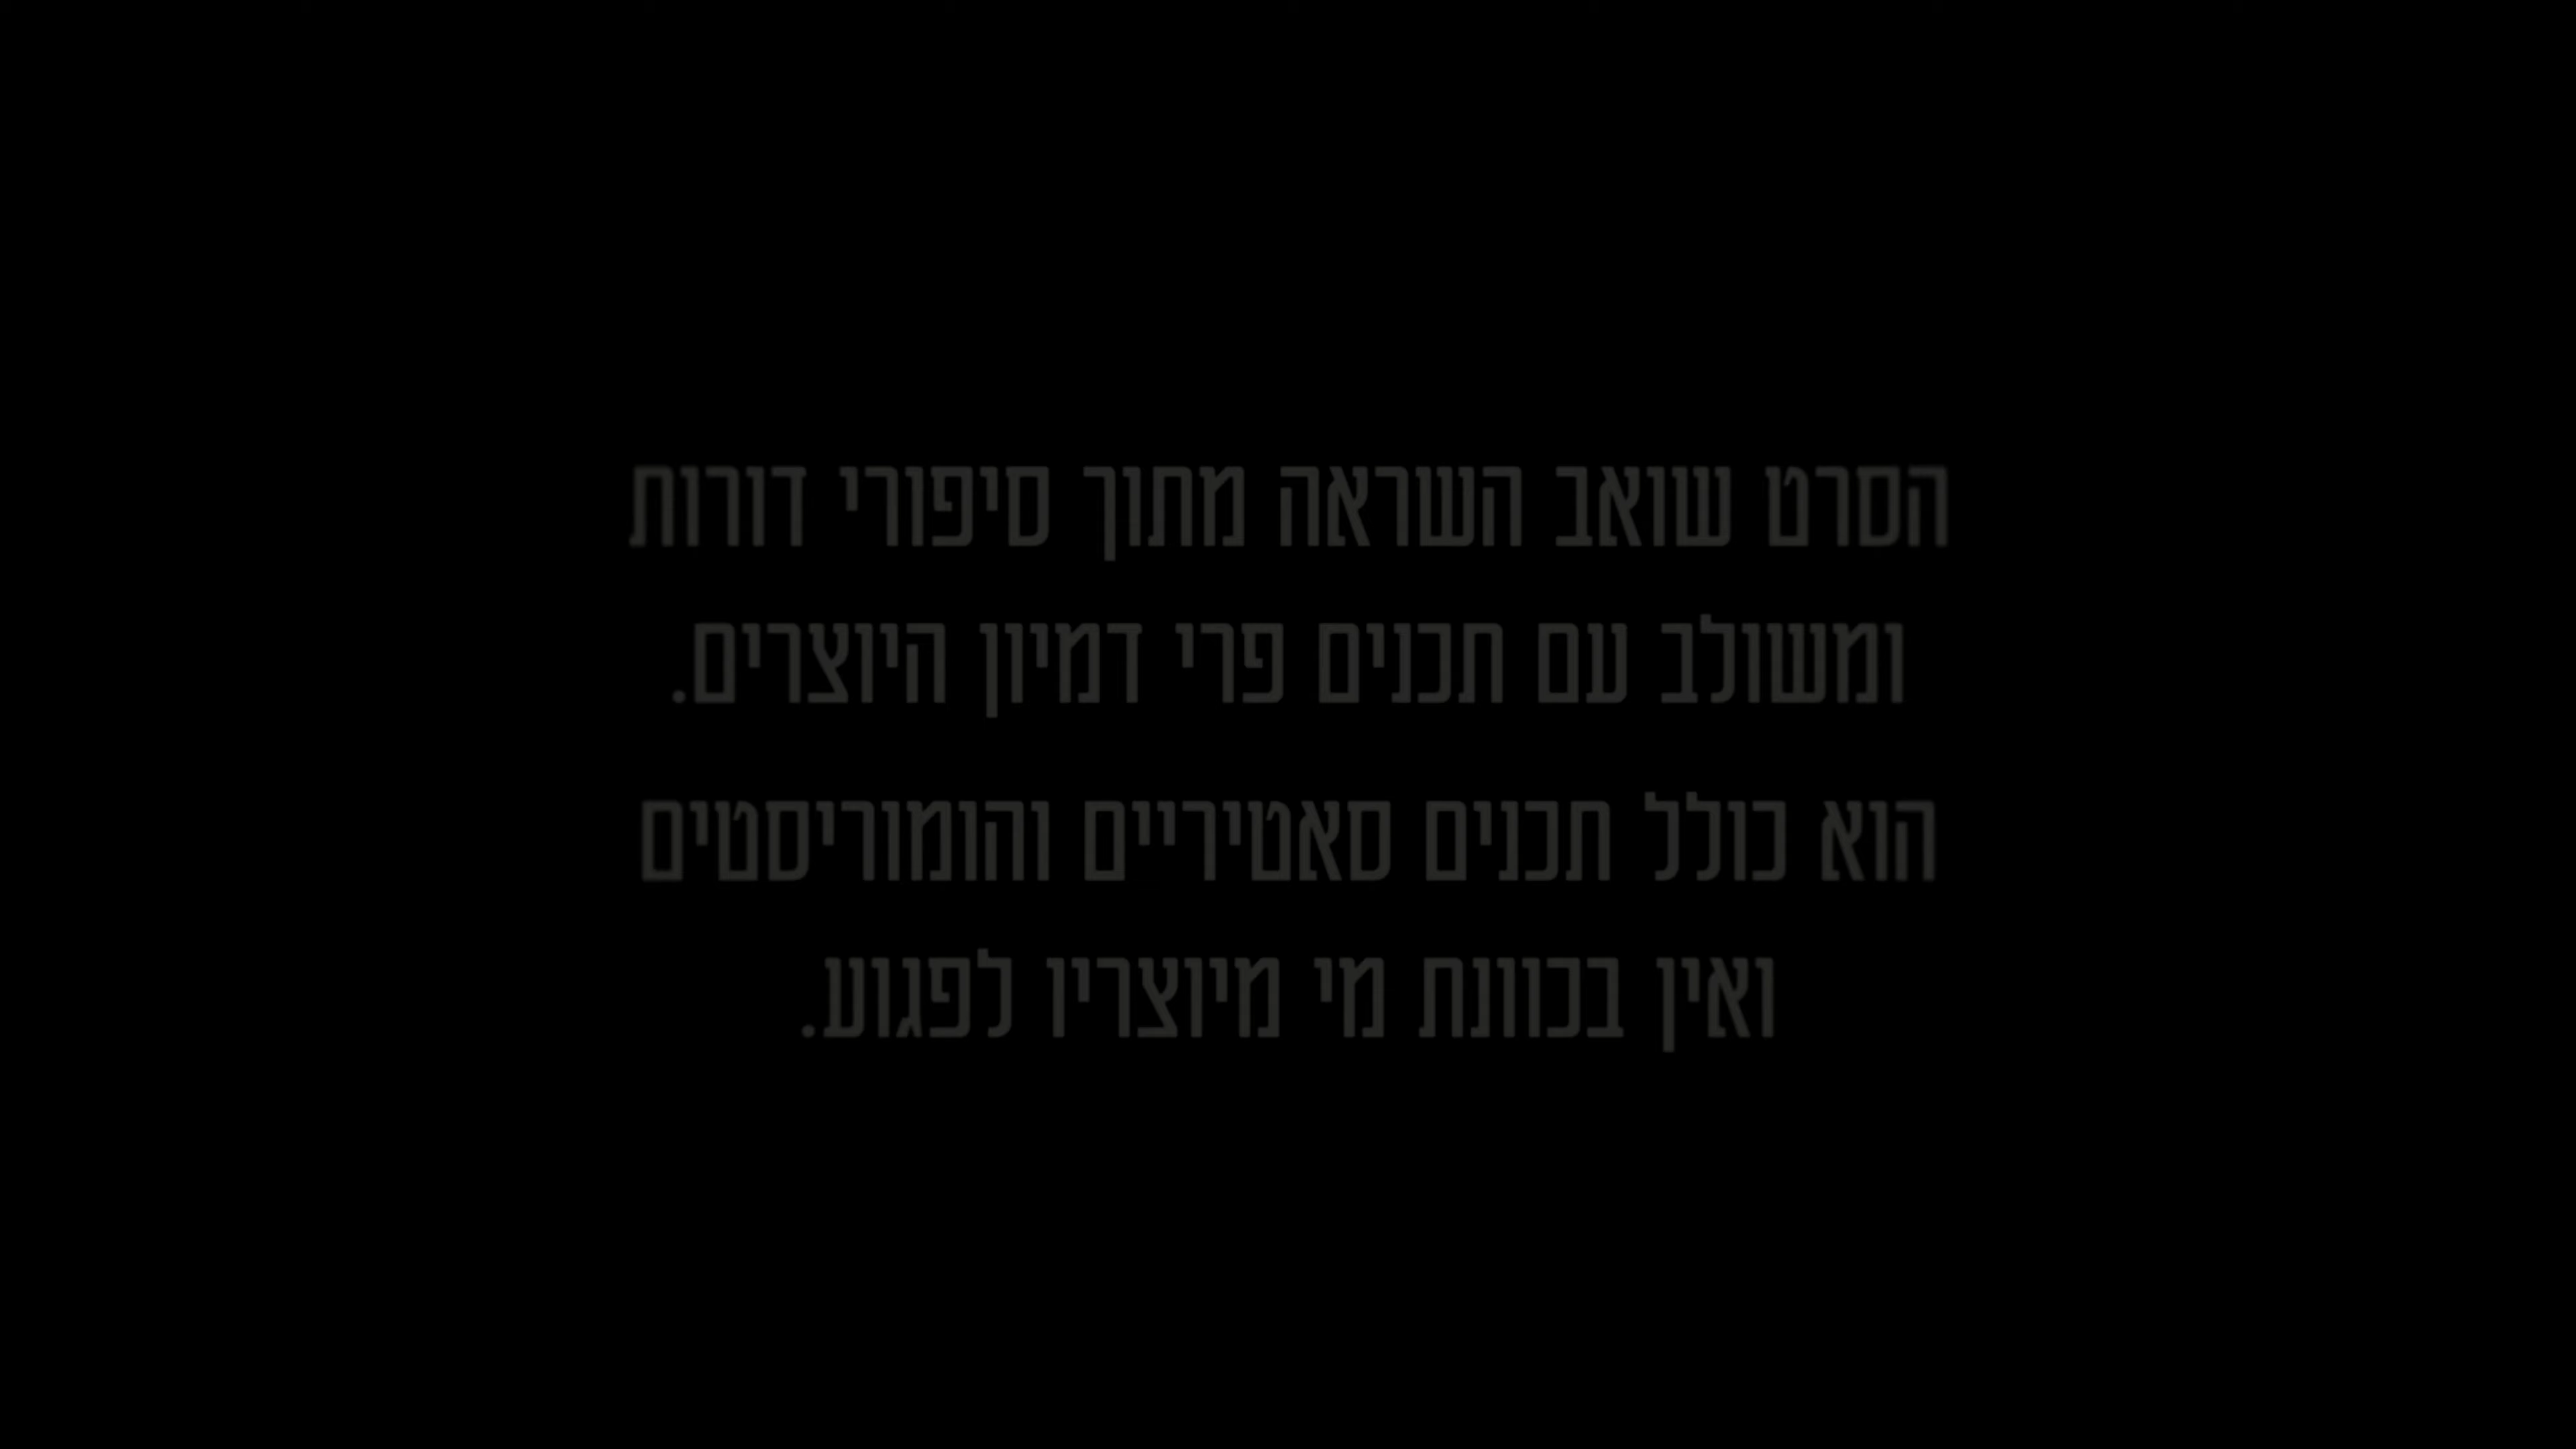 הסרט שואב השראה מתוך סיפורי דורות
ומשולב עם תכנים פרי דמיון היוצרים.
הוא כולל תכנים סאטיריים והומוריסטים
ואין בכוונת מי מיוצריו לפגוע.